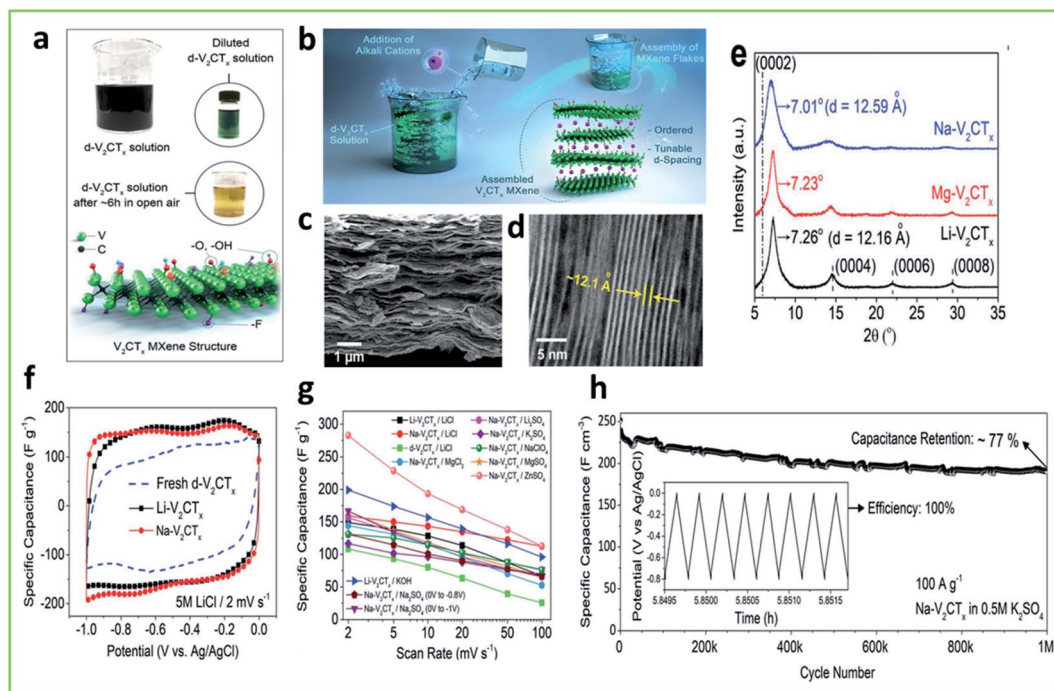 a
Diluted
d-V₂CTₓ solution
d-V₂CTₓ solution
d-V₂CTₓ solution
after ~6h in open air
V
C
-O, -OH
-F
V₂CTₓ MXene Structure
b
Addition of
Alkali Cations
Assembly of
MXene Flakes
d-V₂CTₓ
Solution
- Ordered
- Tunable
d-Spacing
Assembled
V₂CTₓ MXene
c
1 μm
d
~12.1 Å
5 nm
e
Intensity (a.u.)
(0002)
7.01° (d = 12.59 Å)
Na-V₂CTₓ
7.23°
Mg-V₂CTₓ
7.26° (d = 12.16 Å)
Li-V₂CTₓ
(0004) (0006) (0008)
5 10 15 20 25 30 35
2θ (°)
f
Specific Capacitance (F g⁻¹)
200
100
0
-100
-200
Fresh d-V₂CTₓ
Li-V₂CTₓ
Na-V₂CTₓ
5M LiCl / 2 mV s⁻¹
-1.0 -0.8 -0.6 -0.4 -0.2 0.0
Potential (V vs. Ag/AgCl)
g
Specific Capacitance (F g⁻¹)
300
250
200
150
100
50
0
Li-V₂CTₓ / LiCl
Na-V₂CTₓ / LiCl
d-V₂CTₓ / LiCl
Na-V₂CTₓ / MgCl₂
Na-V₂CTₓ / Li₂SO₄
Na-V₂CTₓ / K₂SO₄
Na-V₂CTₓ / NaClO₄
Na-V₂CTₓ / MgSO₄
Na-V₂CTₓ / ZnSO₄
Li-V₂CTₓ / KOH
Na-V₂CTₓ / Na₂SO₄ (0V to -0.8V)
Na-V₂CTₓ / Na₂SO₄ (0V to -1V)
2 5 10 20 50 100
Scan Rate (mV s⁻¹)
h
Specific Capacitance (F cm⁻³)
250
200
150
100
50
0
Capacitance Retention: ~ 77 %
Potential (V vs Ag/AgCl)
0.0
-0.4
-0.8
5.8495 5.8500 5.8505 5.8510 5.8515
Time (h)
Efficiency: 100%
100 A g⁻¹
Na-V₂CTₓ in 0.5M K₂SO₄
0 200k 400k 600k 800k 1M
Cycle Number